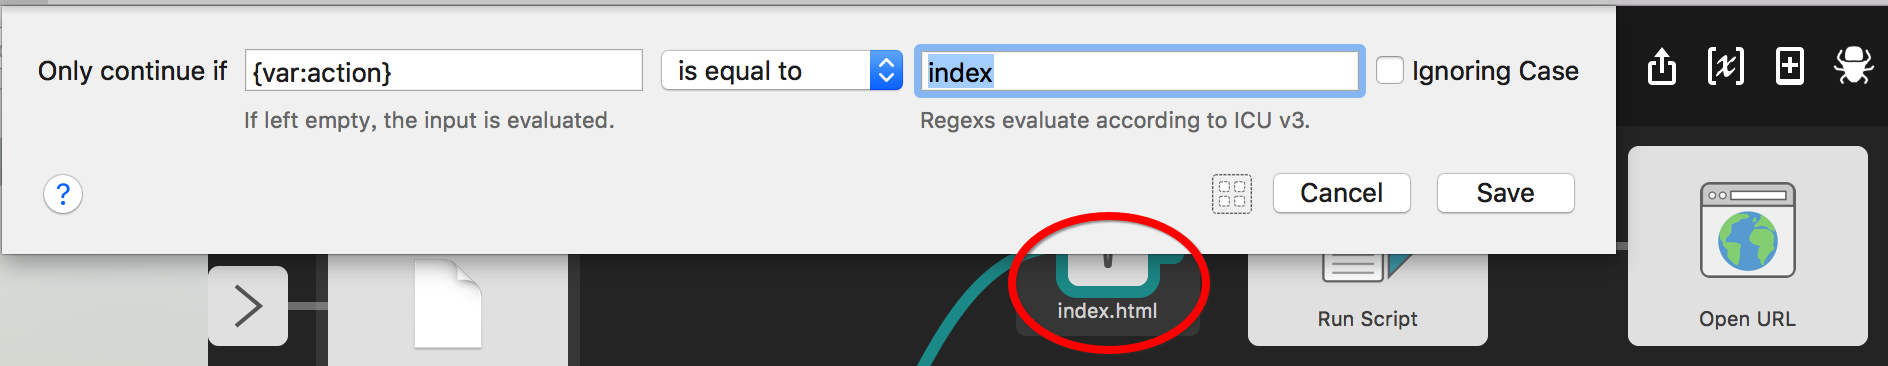 Only continue if {var:action} is equal to index Ignoring Case
If left empty, the input is evaluated. Regexs evaluate according to ICU v3.
? Cancel Save
index.html Run Script Open URL